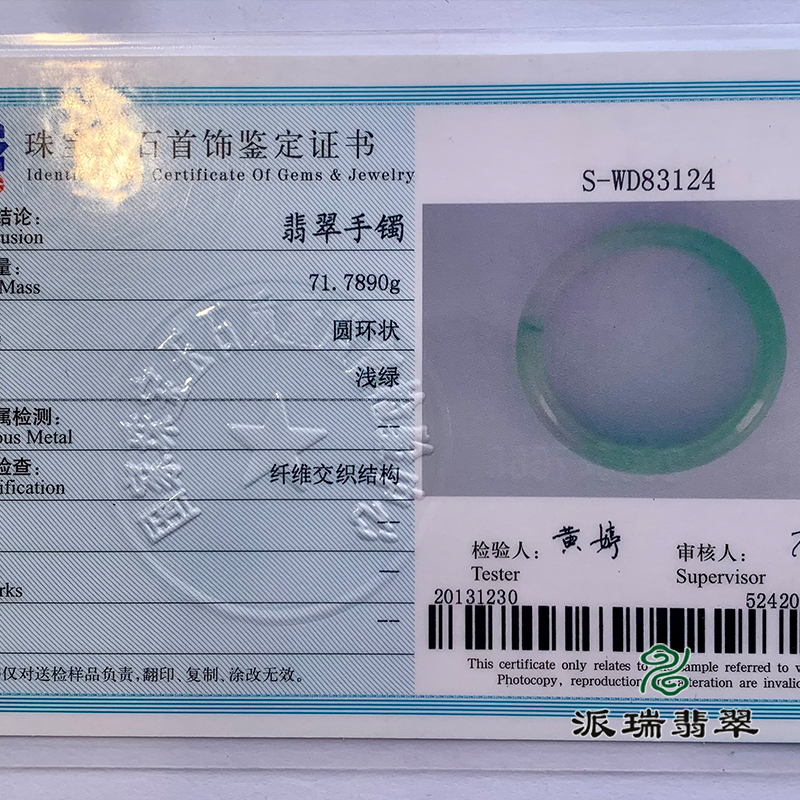 珠宝 石首饰鉴定证书
Certificate Of Gems & Jewelry
S-WD83124
结论: 翡翠手镯
usion
量: 71.7890g
Mass
圆环状
浅绿
属检测: --
ous Metal
检查: 纤维交织结构
ification
--
—
rks
--
仅对送检样品负责,翻印、复制、涂改无效。
检验人: 黄婷
Tester
审核人:
Supervisor
20131230
52420
This certificate only relates to sample referred to
Photocopy, reproduction alteration are invalid
派瑞翡翠